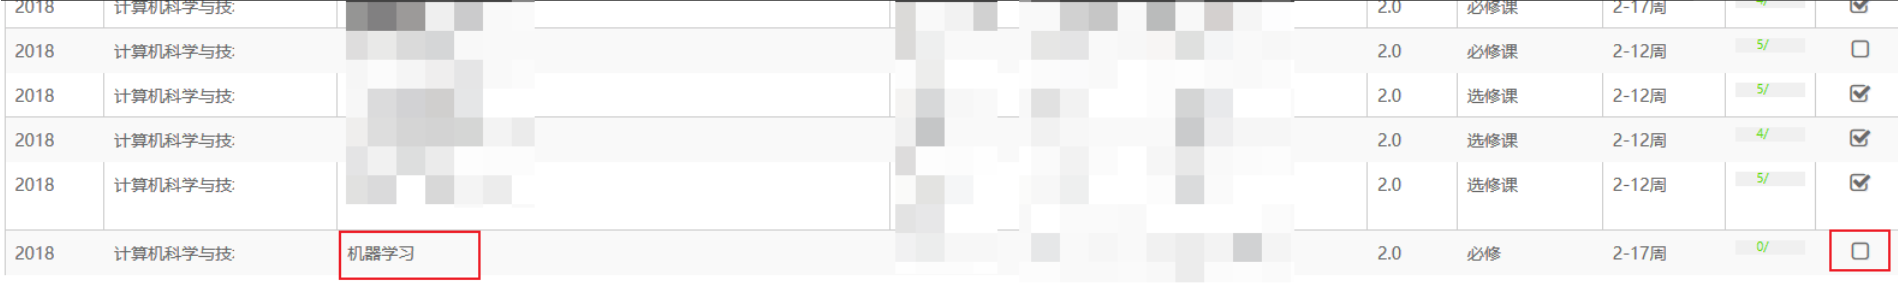 2018 计算机科学与技 2.0 必修课 2-17周 4/
2018 计算机科学与技 2.0 必修课 2-12周 5/
2018 计算机科学与技 2.0 选修课 2-12周 5/
2018 计算机科学与技 2.0 选修课 2-12周 4/
2018 计算机科学与技 2.0 选修课 2-12周 5/
2018 计算机科学与技 机器学习 2.0 必修 2-17周 0/